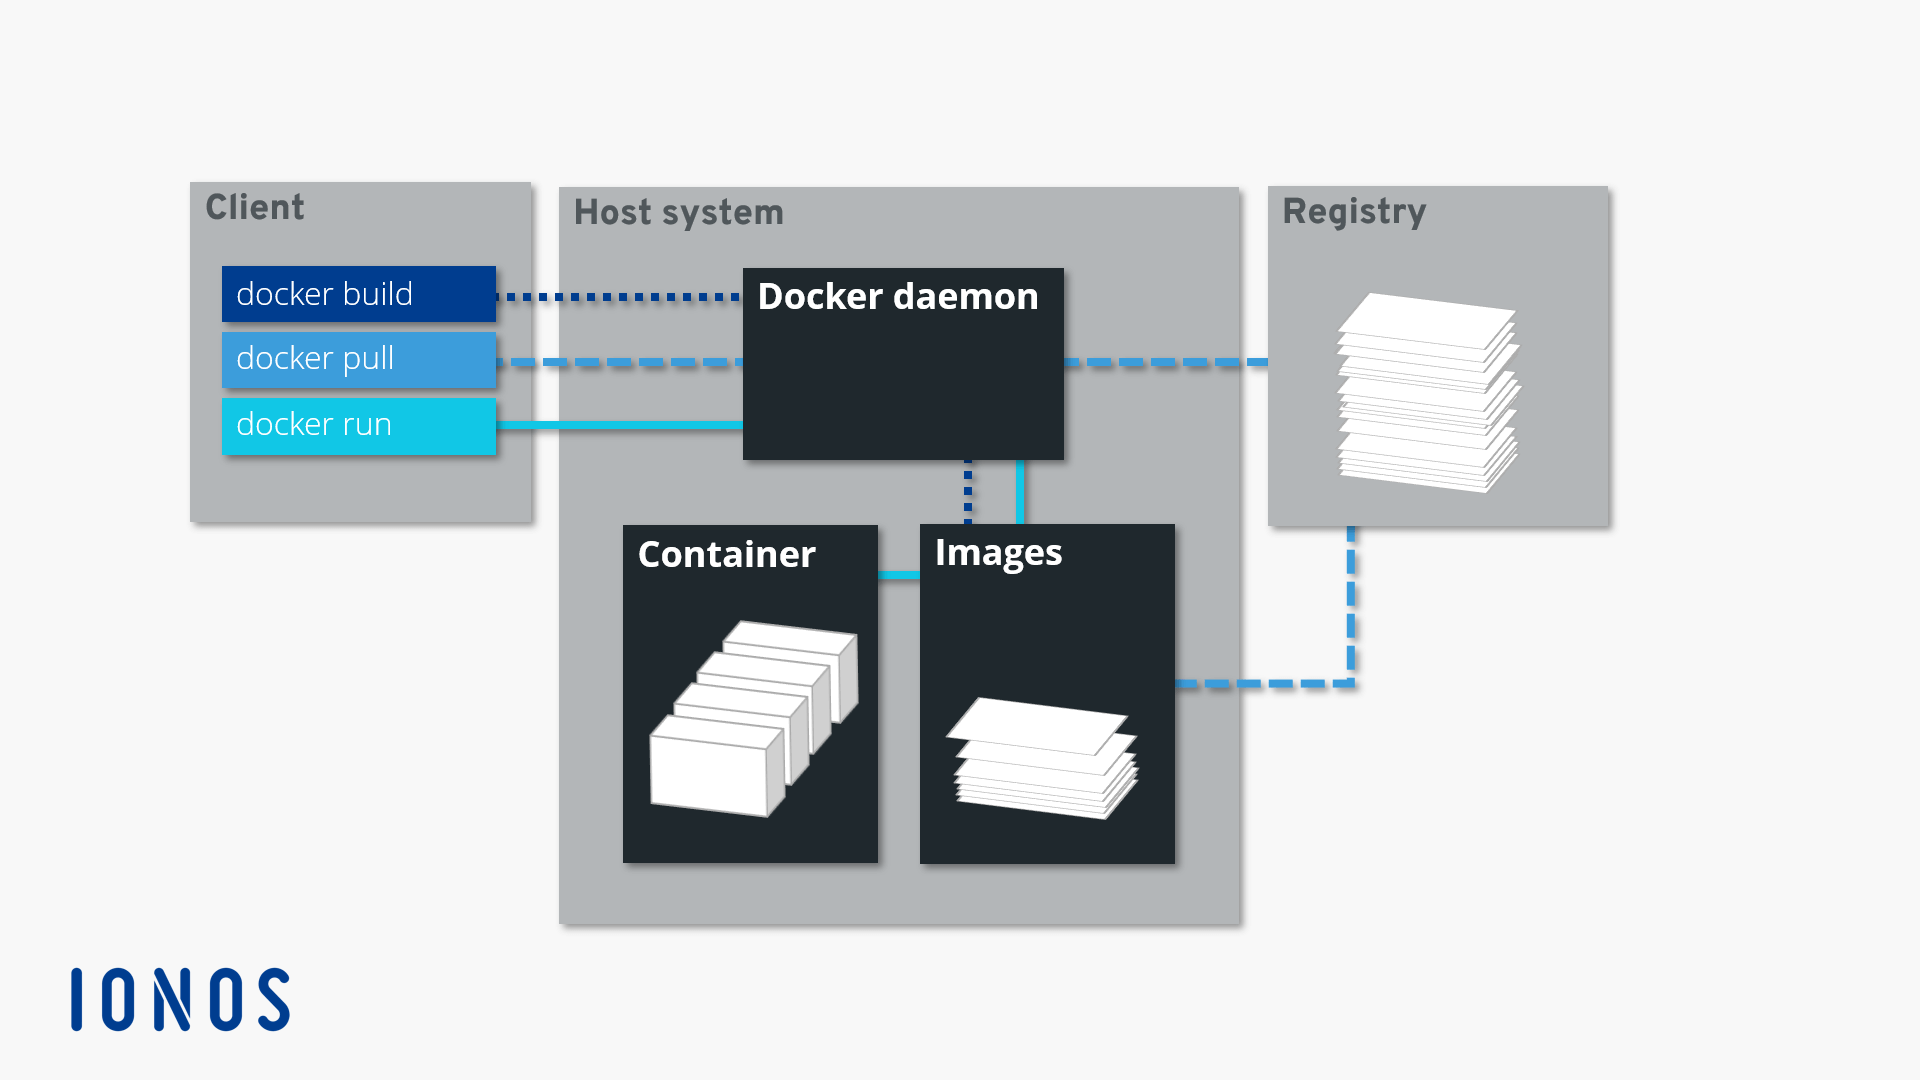 Client
docker build
docker pull
docker run
Host system
Docker daemon
Container
Images
Registry
IONOS